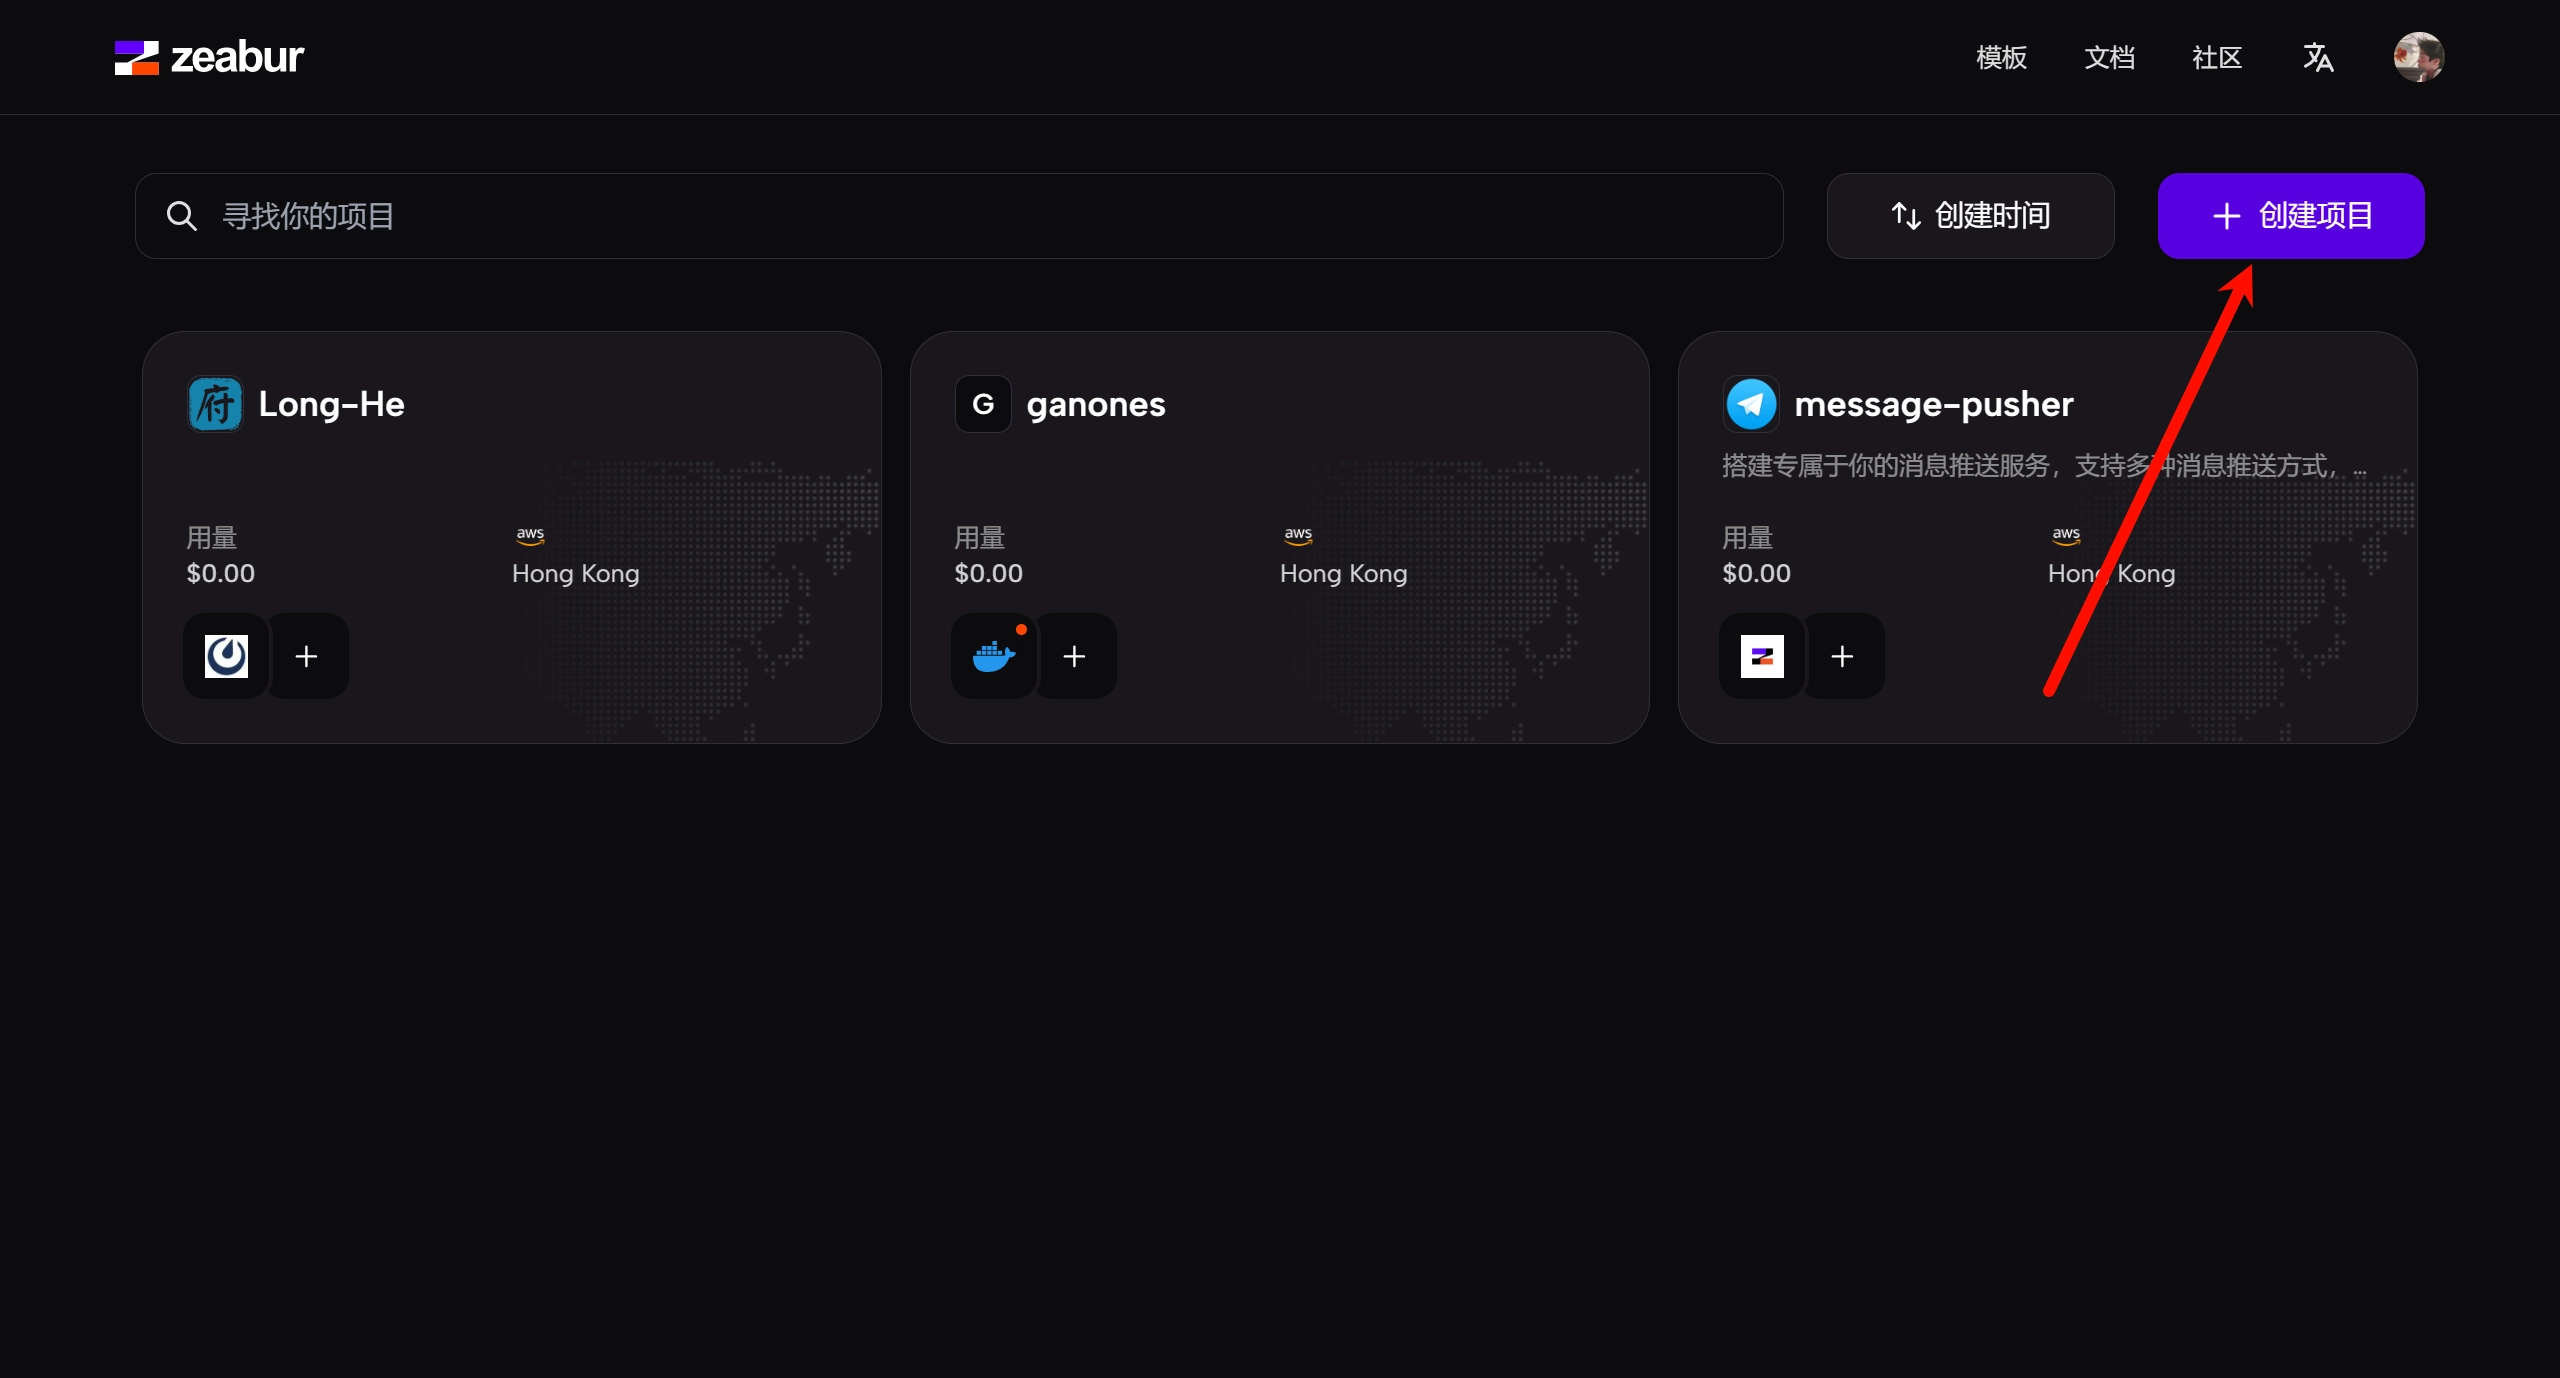 zeabur
模板
文档
社区
寻找你的项目
创建时间
创建项目
府
Long-He
用量
$0.00
aws
Hong Kong
G
ganones
用量
$0.00
aws
Hong Kong
message-pusher
搭建专属于你的消息推送服务，支持多种消息推送方式，...
用量
$0.00
aws
Hong Kong